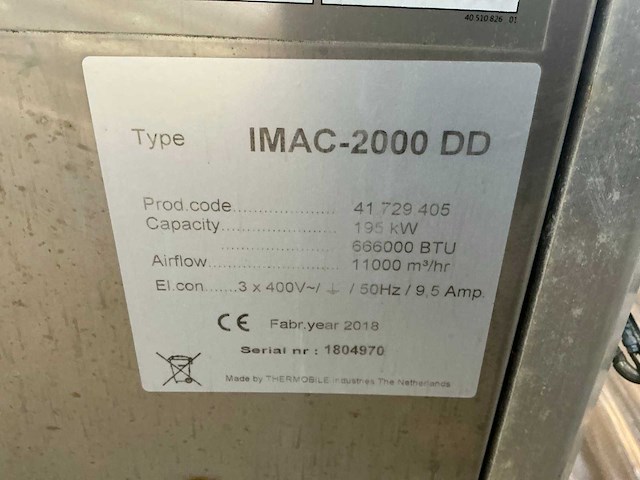 40 510 826 01
Type IMAC-2000 DD
Prod.code.................... 41 729 405
Capacity....................... 195 kW
....................... 666000 BTU
Airflow......................... 11000 m³/hr
El.con.......3 x 400V~/ ⏚ / 50Hz / 9,5 Amp.
CE Fabr.year 2018
Serial nr : 1804970
Made by THERMOBILE Industries The Netherlands